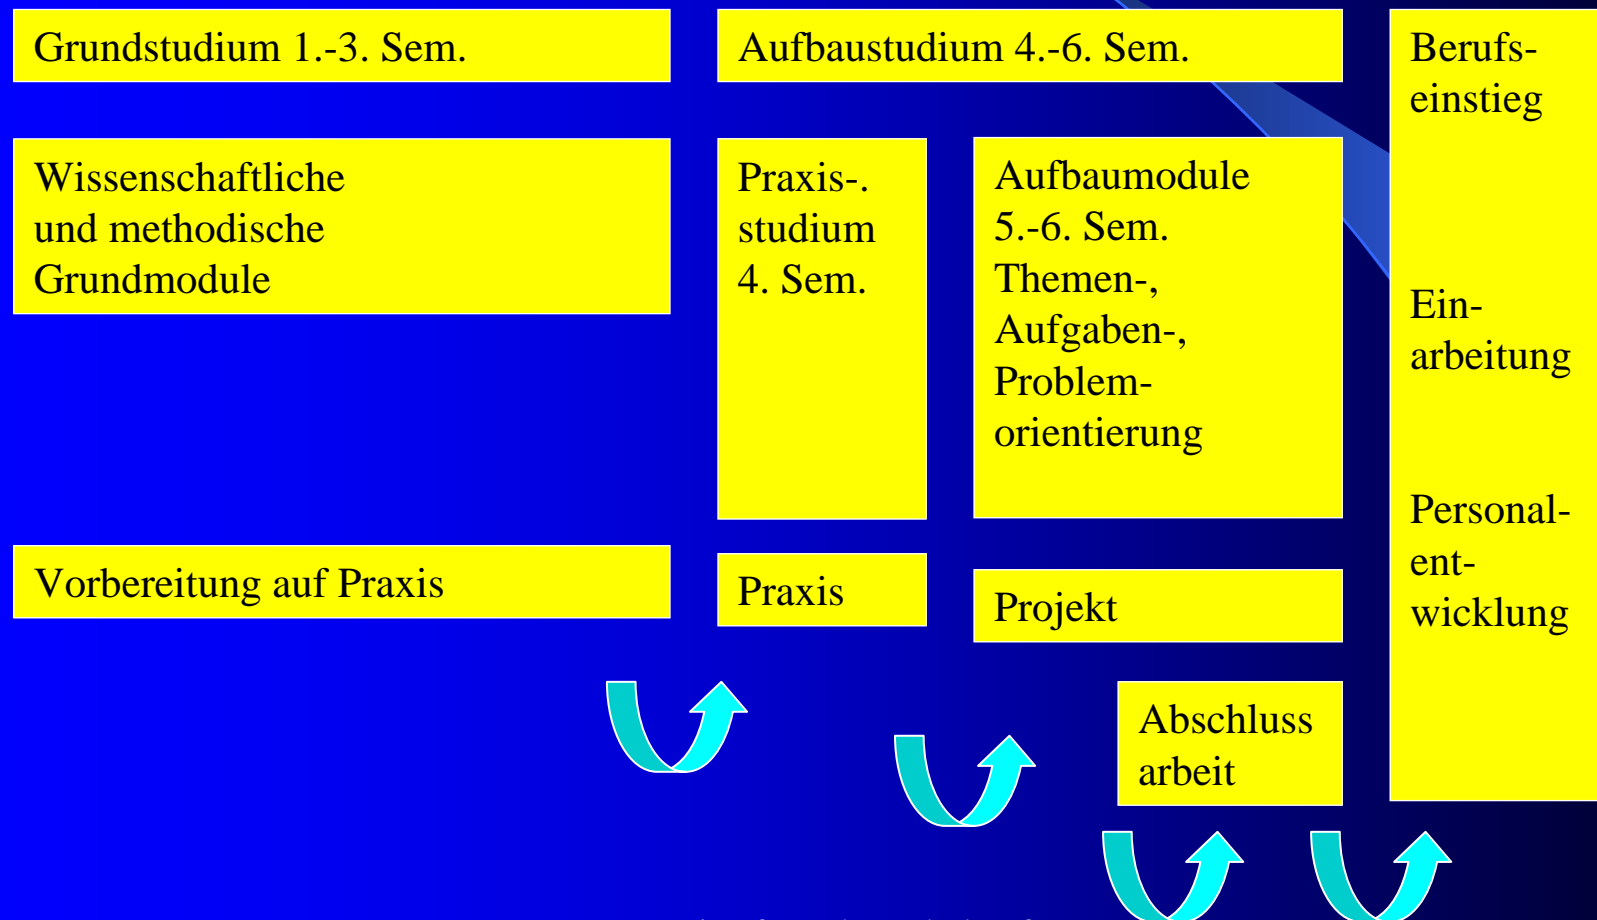 Grundstudium 1.-3. Sem.
Aufbaustudium 4.-6. Sem.
Berufs-
einstieg
Ein-
arbeitung
Personal-
ent-
wicklung
Wissenschaftliche
und methodische
Grundmodule
Praxis-.
studium
4. Sem.
Aufbaumodule
5.-6. Sem.
Themen-,
Aufgaben-,
Problem-
orientierung
Vorbereitung auf Praxis
Praxis
Projekt
Abschluss
arbeit